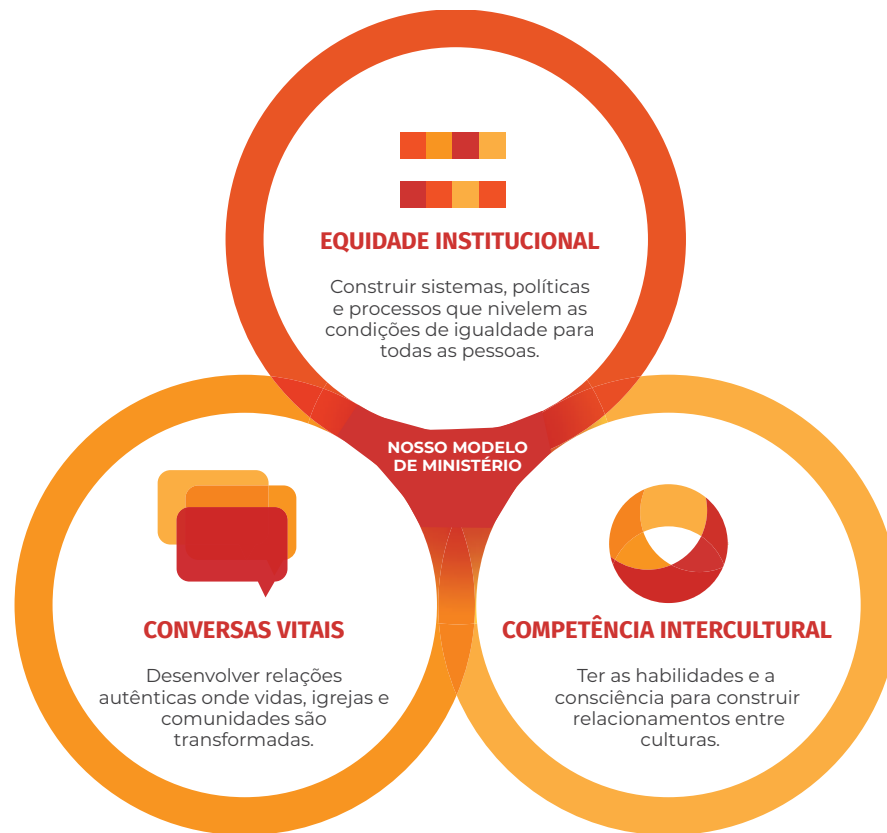 EQUIDADE INSTITUCIONAL
Construir sistemas, políticas
e processos que nivelem as
condições de igualdade para
todas as pessoas.
NOSSO MODELO
DE MINISTÉRIO
CONVERSAS VITAIS
Desenvolver relações
autênticas onde vidas, igrejas e
comunidades são
transformadas.
COMPETÊNCIA INTERCULTURAL
Ter as habilidades e a
consciência para construir
relacionamentos entre
culturas.